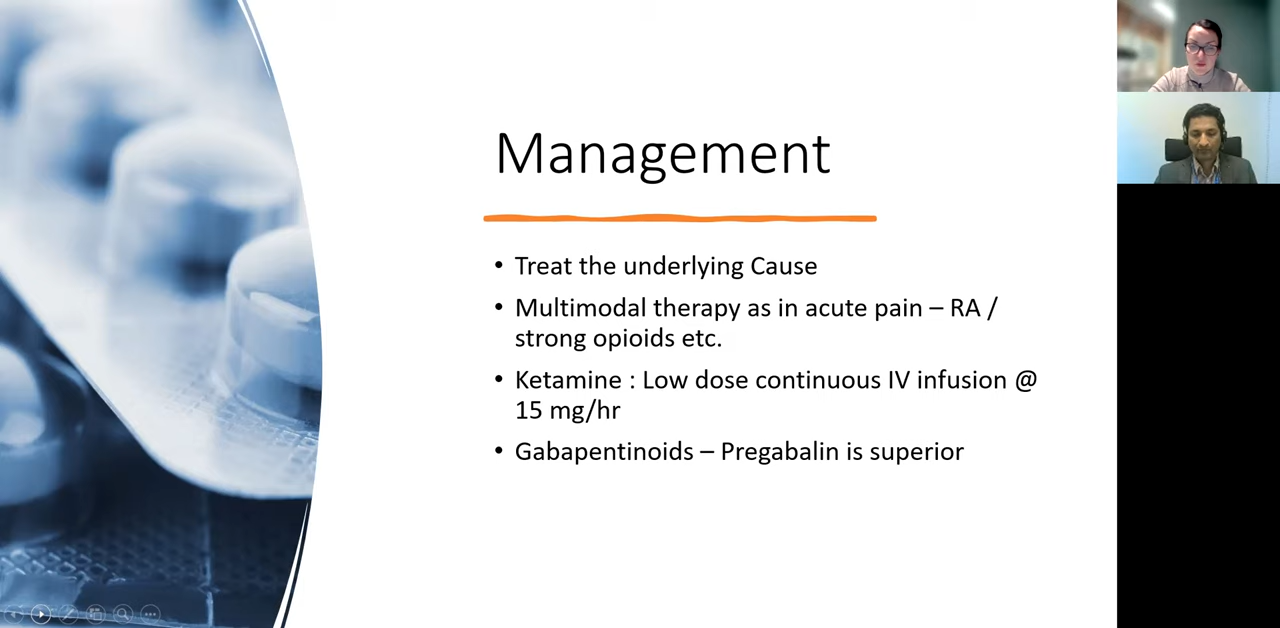 Management
• Treat the underlying Cause
• Multimodal therapy as in acute pain – RA /
strong opioids etc.
• Ketamine : Low dose continuous IV infusion @
15 mg/hr
• Gabapentinoids – Pregabalin is superior